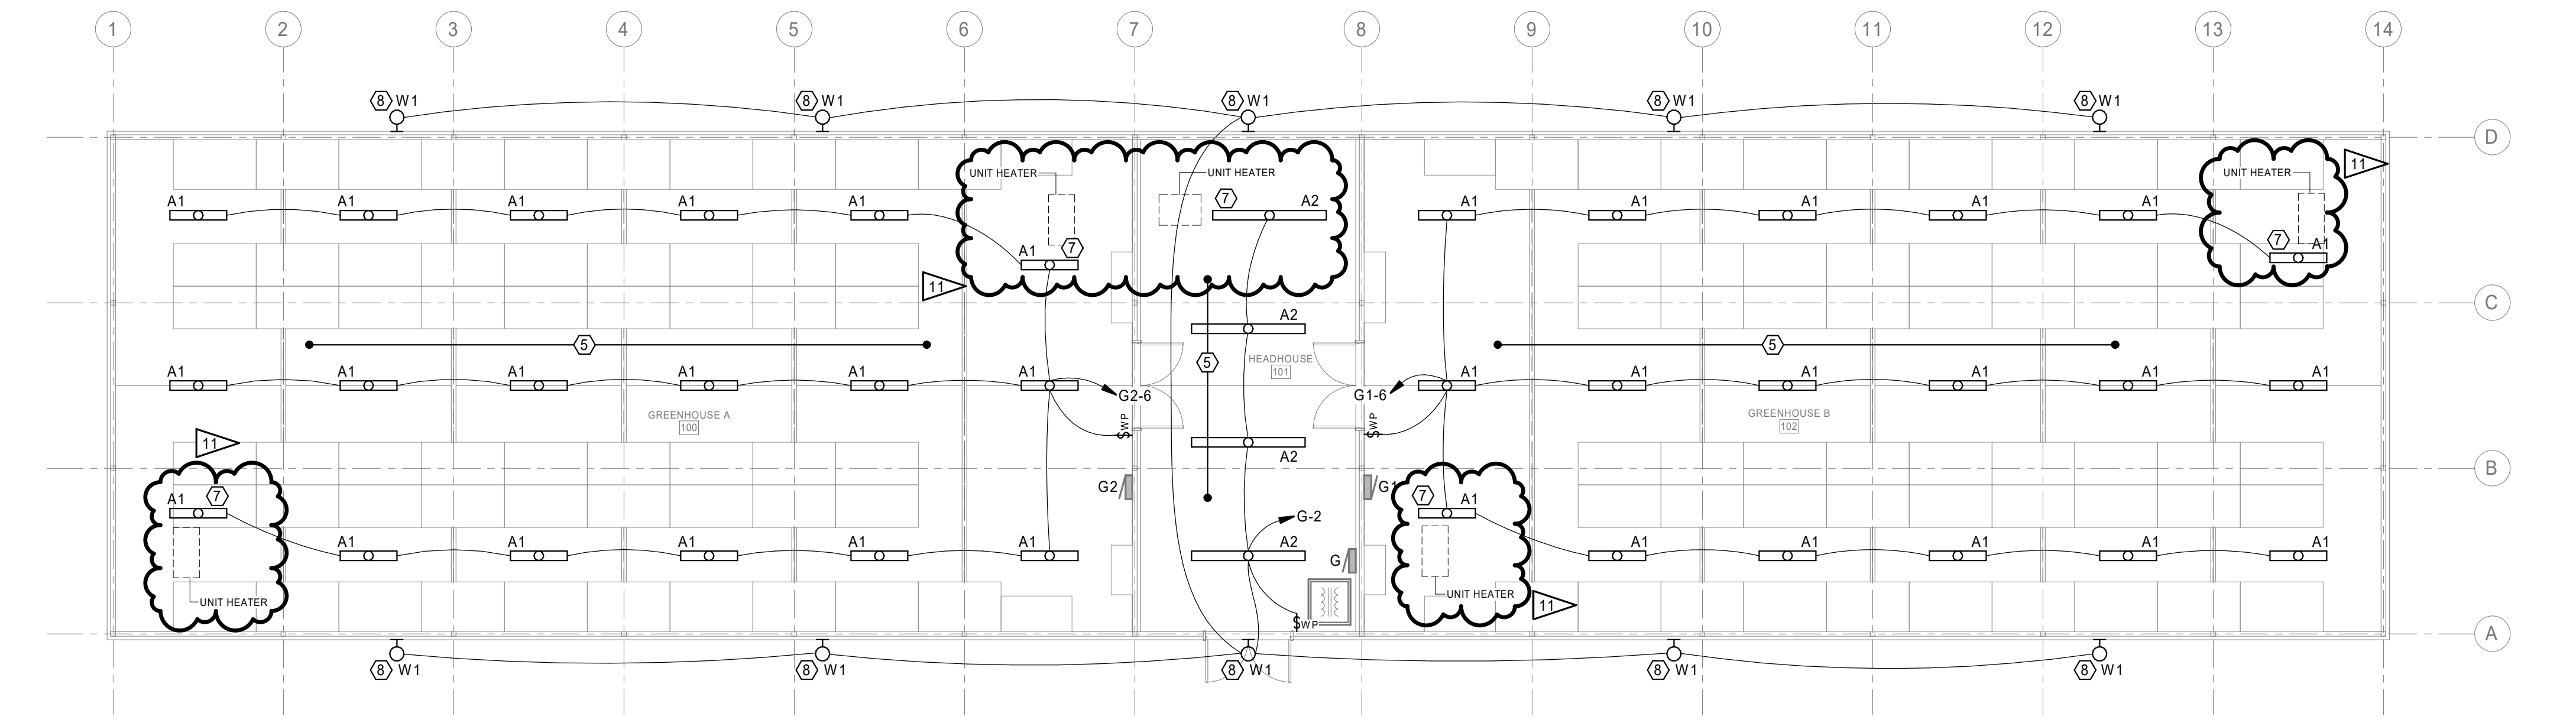 1 2 3 4 5 6 7 8 9 10 11 12 13 14
8 W1 8 W1 8 W1 8 W1 8 W1
D
11
UNIT HEATER UNIT HEATER UNIT HEATER
A1 A1 A1 A1 A1 7 A2 A1 A1 A1 A1 A1
A1 7 7 A1
11
C
A2
5 5 5
HEADHOUSE
101
A1 A1 A1 A1 A1 A1 A1 A1 A1 A1 A1 A1
G2-6 G1-6
GREENHOUSE A GREENHOUSE B
100 102
$WP $WP
11
A2
B
G2 G1
A1 7 7 A1
G-2
A1 A1 A1 A1 A1 A2 A1 A1 A1 A1 A1
G
UNIT HEATER UNIT HEATER
11
$WP
A
8 W1 8 W1 8 W1 8 W1 8 W1